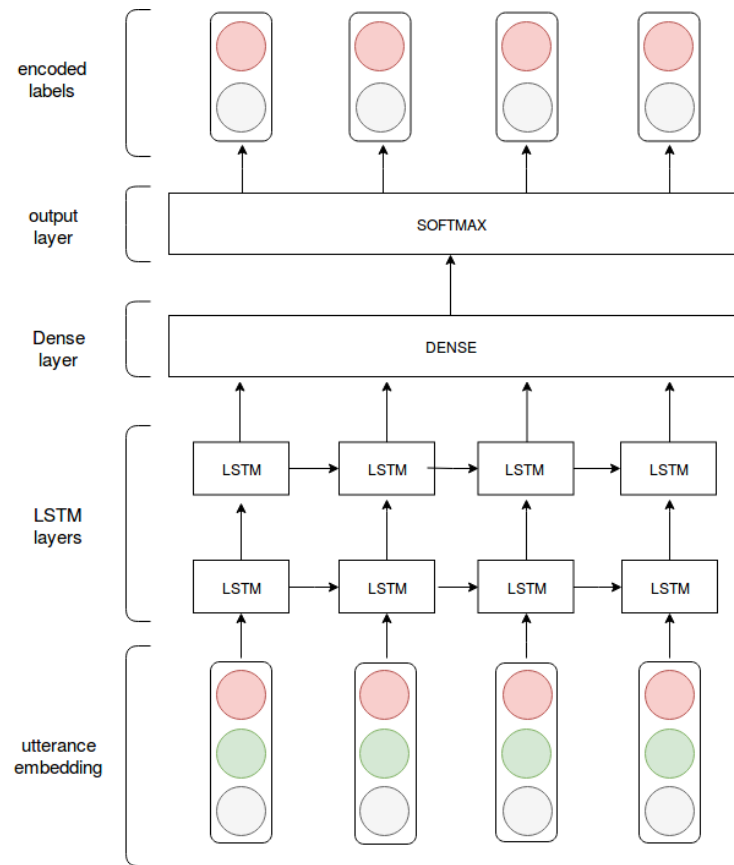 encoded
labels
output
layer
SOFTMAX
Dense
layer
DENSE
LSTM
layers
LSTM
LSTM
LSTM
LSTM
LSTM
LSTM
LSTM
LSTM
utterance
embedding